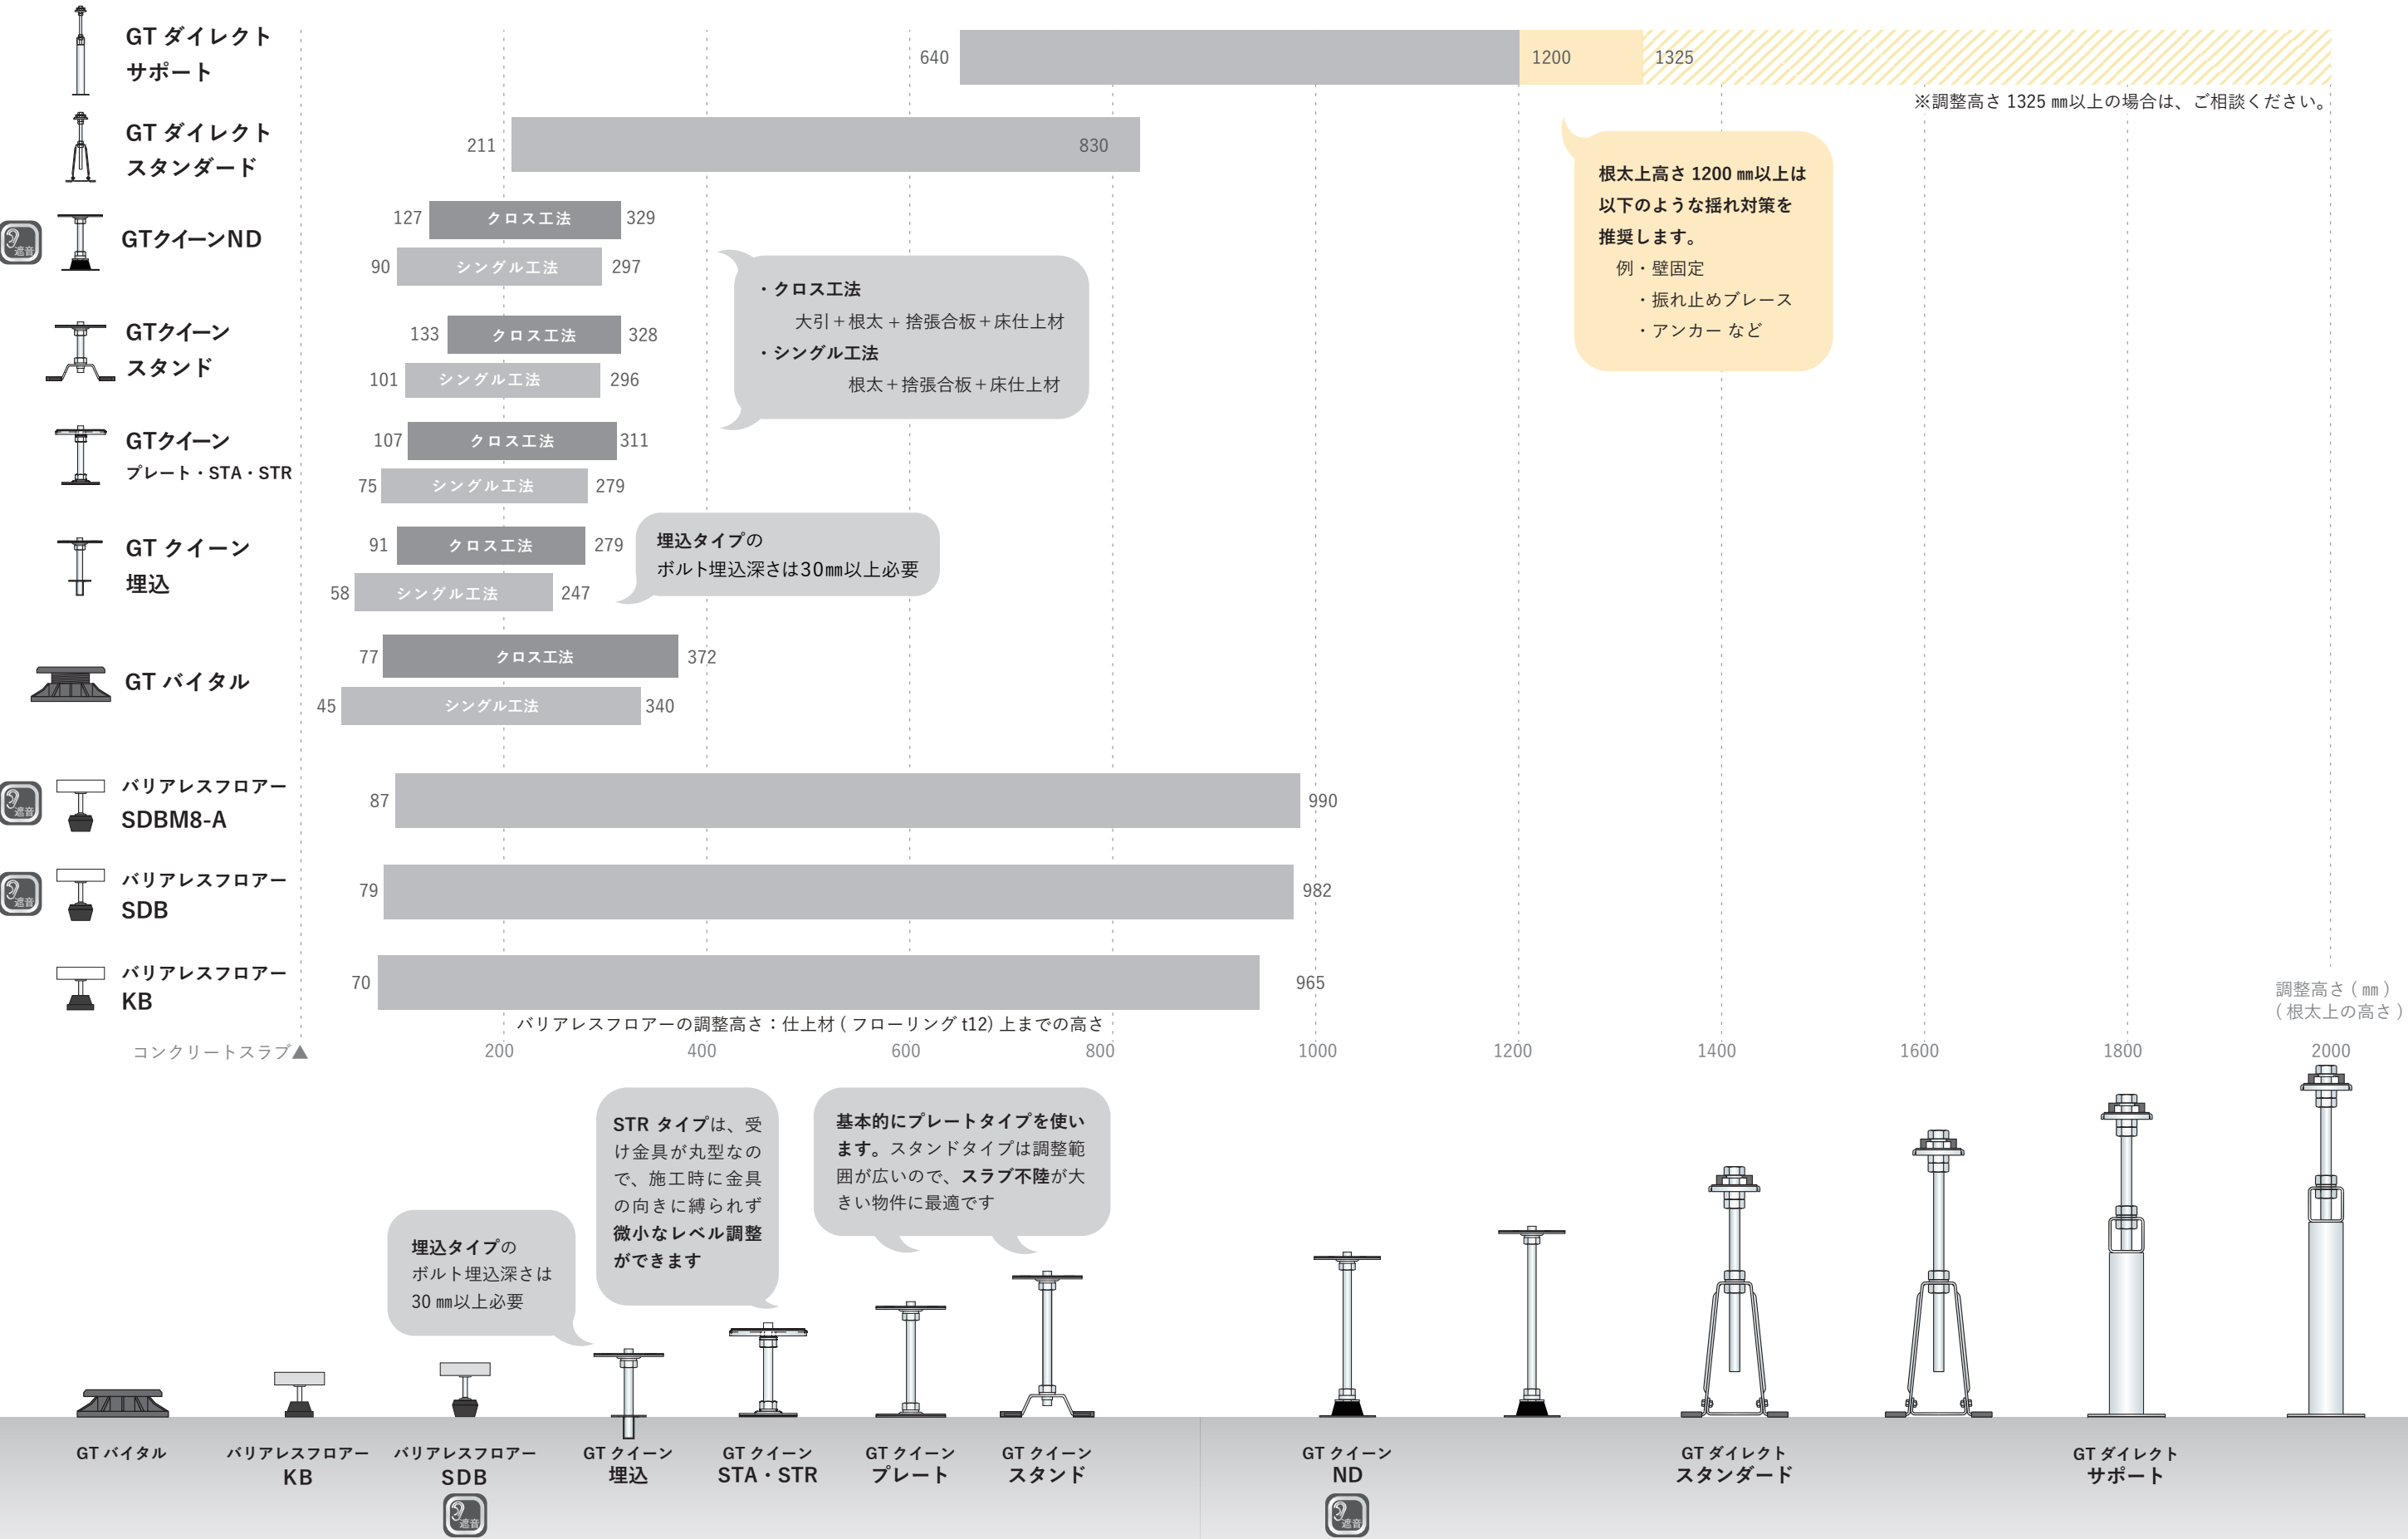 GT ダイレクト
サポート
640
1200
1325
※調整高さ 1325 ㎜以上の場合は、ご相談ください。
GT ダイレクト
スタンダード
211
830
根太上高さ 1200 ㎜以上は
以下のような揺れ対策を
推奨します。
例・壁固定
・振れ止めブレース
・アンカー など
遮音
GTクイーンND
127
クロス工法
329
90
シングル工法
297
・クロス工法
大引＋根太 + 捨張合板＋床仕上材
・シングル工法
根太＋捨張合板＋床仕上材
GTクイーン
スタンド
133
クロス工法
328
101
シングル工法
296
GTクイーン
プレート・STA・STR
107
クロス工法
311
75
シングル工法
279
GT クイーン
埋込
91
クロス工法
279
58
シングル工法
247
埋込タイプの
ボルト埋込深さは30㎜以上必要
GT バイタル
77
クロス工法
372
45
シングル工法
340
遮音
バリアレスフロアー
SDBM8-A
87
990
遮音
バリアレスフロアー
SDB
79
982
バリアレスフロアー
KB
70
965
バリアレスフロアーの調整高さ：仕上材 ( フローリング t12) 上までの高さ
調整高さ ( ㎜ )
( 根太上の高さ )
コンクリートスラブ▲
200
400
600
800
1000
1200
1400
1600
1800
2000
埋込タイプの
ボルト埋込深さは
30 ㎜以上必要
STR タイプは、受
け金具が丸型なの
で、施工時に金具
の向きに縛られず
微小なレベル調整
ができます
基本的にプレートタイプを使い
ます。スタンドタイプは調整範
囲が広いので、スラブ不陸が大
きい物件に最適です
GT バイタル
バリアレスフロアー
KB
バリアレスフロアー
SDB
遮音
GT クイーン
埋込
GT クイーン
STA・STR
GT クイーン
プレート
GT クイーン
スタンド
GT クイーン
ND
遮音
GT ダイレクト
スタンダード
GT ダイレクト
サポート